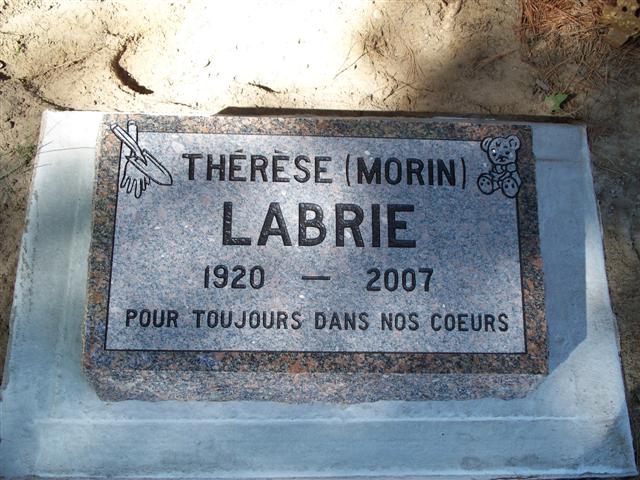 THÉRÈSE (MORIN)
LABRIE
1920 — 2007
POUR TOUJOURS DANS NOS COEURS